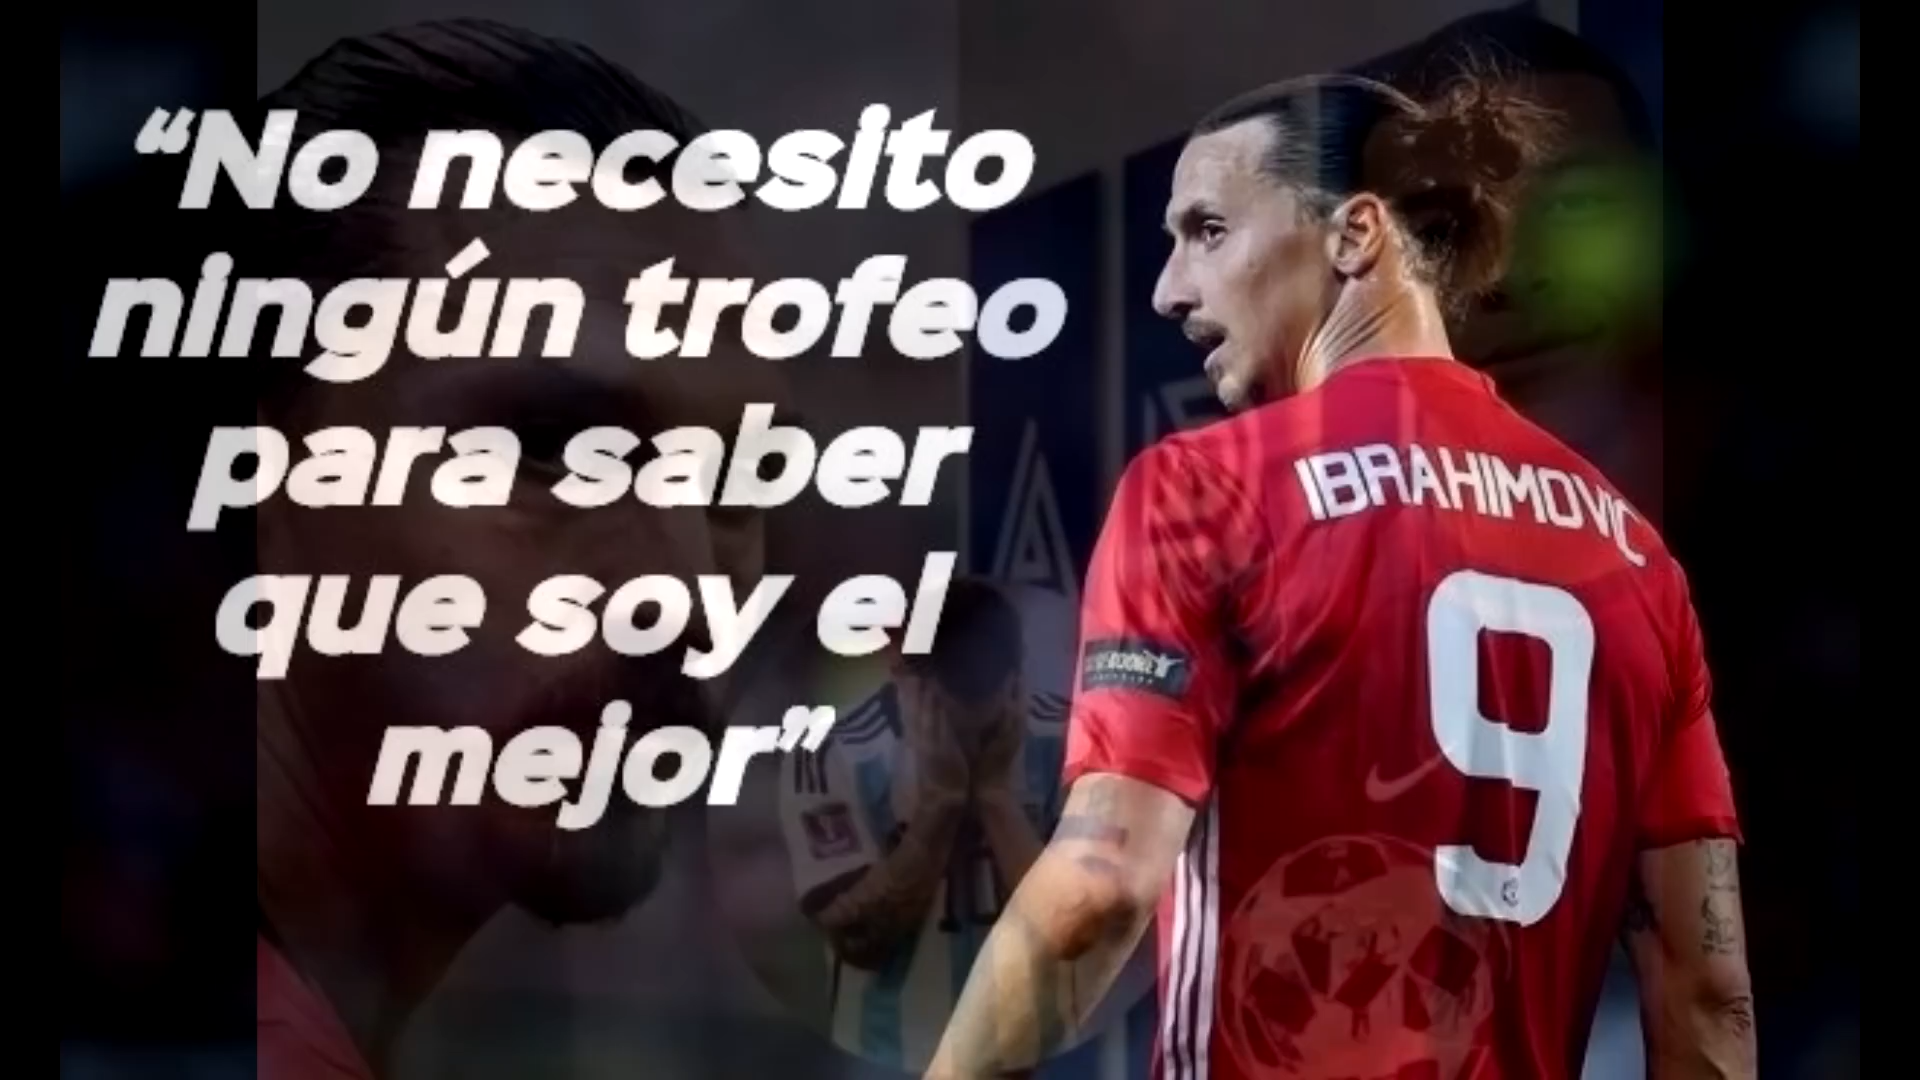 “No necesito
ningún trofeo
para saber
que soy el
mejor”
IBRAHIMOVIC
9